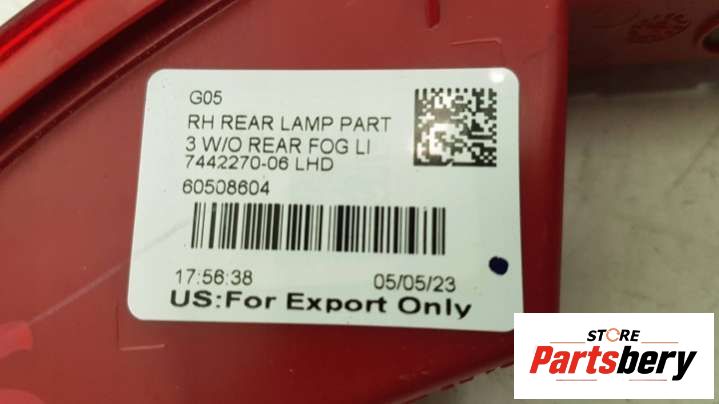 G05
RH REAR LAMP PART
3 W/O REAR FOG LI
7442270-06 LHD
60508604
17:56:38 05/05/23
US:For Export Only
STORE
Partsbery